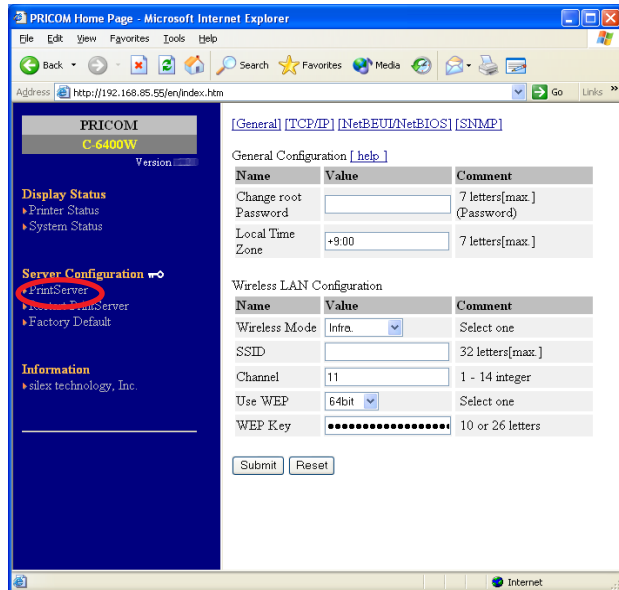 PRICOM Home Page - Microsoft Internet Explorer
File Edit View Favorites Tools Help
Back Search Favorites Media
Address http://192.168.85.55/en/index.htm Go Links »
PRICOM
C-6400W
Version
Display Status
Printer Status
System Status
Server Configuration
PrintServer
Restart PrintServer
Factory Default
Information
silex technology, Inc.
[General] [TCP/IP] [NetBEUI/NetBIOS] [SNMP]
General Configuration [ help ]
Name Value Comment
Change root Password 7 letters[max.] (Password)
Local Time Zone +9:00 7 letters[max.]
Wireless LAN Configuration
Name Value Comment
Wireless Mode Infra. Select one
SSID 32 letters[max.]
Channel 11 1 - 14 integer
Use WEP 64bit Select one
WEP Key ●●●●●●●●●●●●●●●●●● 10 or 26 letters
Submit Reset
Internet